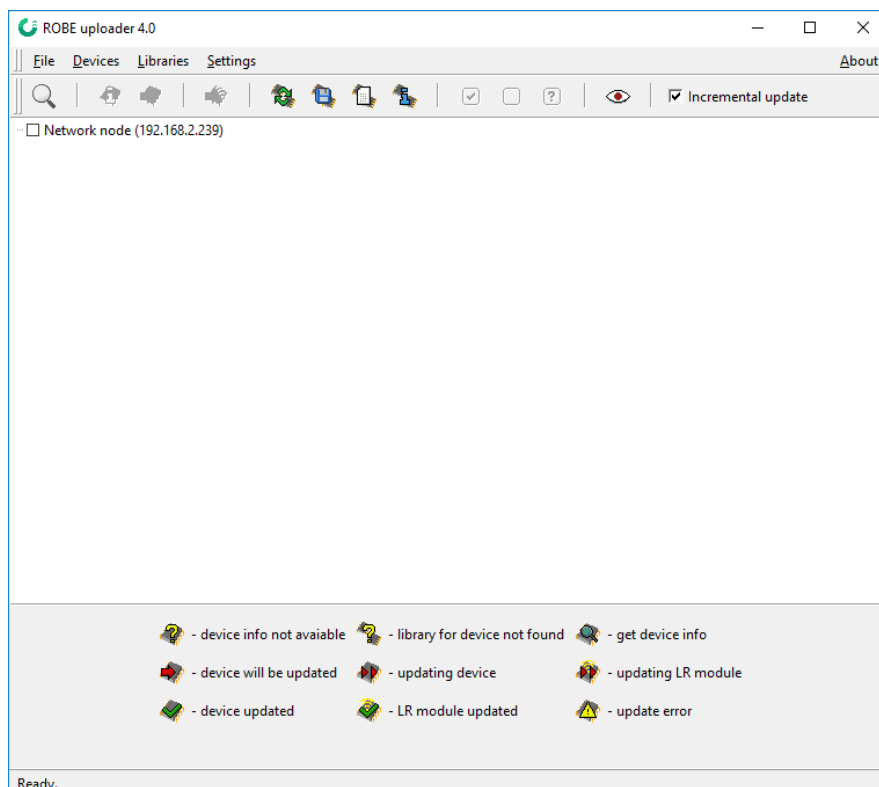 ROBE uploader 4.0
File Devices Libraries Settings About
Incremental update
Network node (192.168.2.239)
- device info not avaiable - library for device not found - get device info
- device will be updated - updating device - updating LR module
- device updated - LR module updated - update error
Ready.